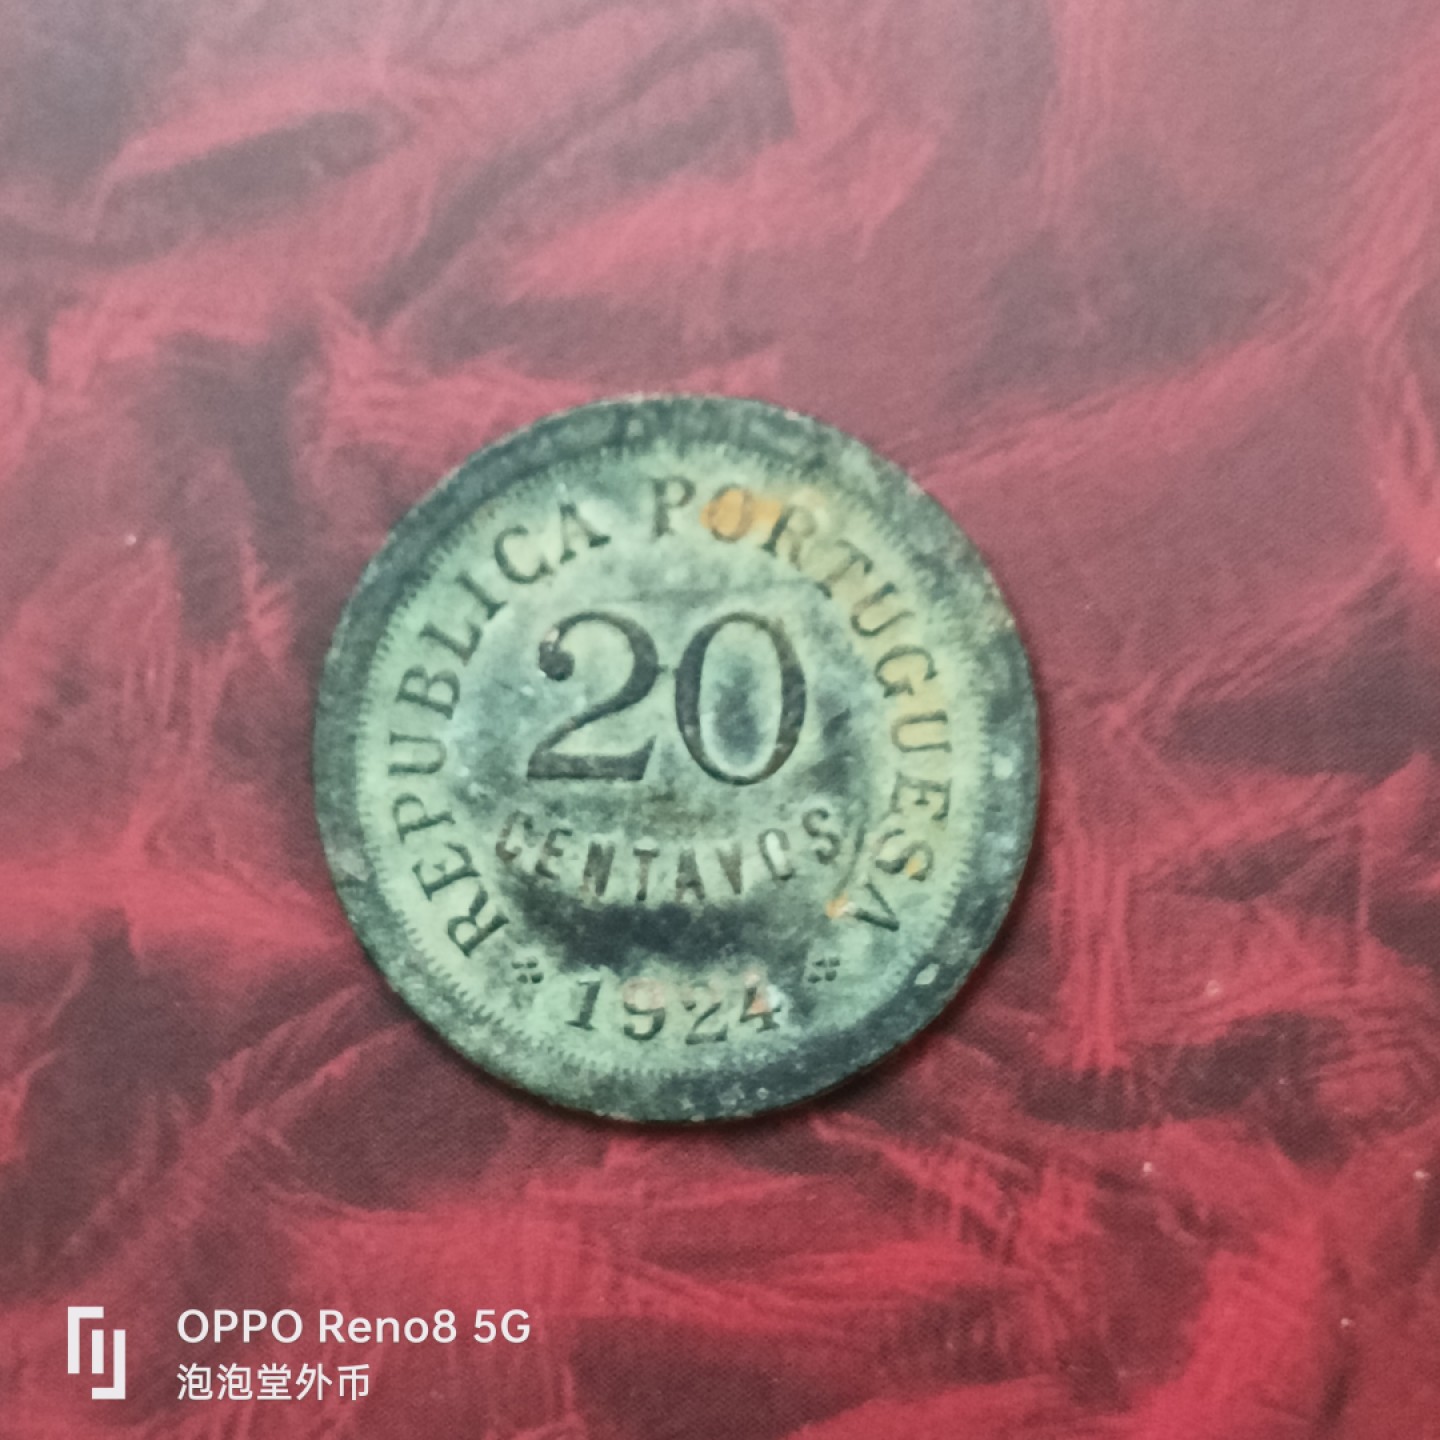 REPUBLICA PORTUGUESA
20
CENTAVOS
1924
OPPO Reno8 5G
泡泡堂外币